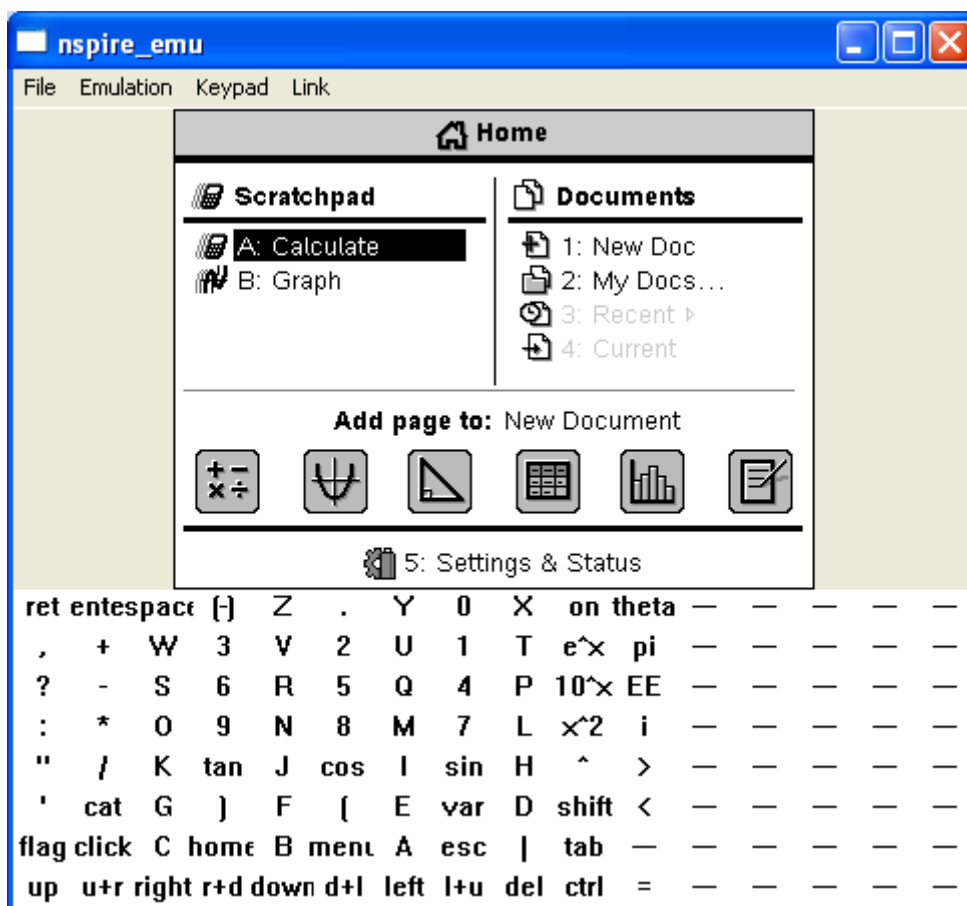 nspire_emu
File Emulation Keypad Link
Home
Scratchpad
A: Calculate
B: Graph
Documents
1: New Doc
2: My Docs...
3: Recent ▹
4: Current
Add page to: New Document
5: Settings & Status
ret ente space (-) Z . Y 0 X on theta — — — — —
, + W 3 V 2 U 1 T e^x pi — — — — —
? - S 6 R 5 Q 4 P 10^x EE — — — — —
: * O 9 N 8 M 7 L x^2 i — — — — —
" / K tan J cos I sin H ^ > — — — — —
' cat G ) F ( E var D shift < — — — — —
flag click C home B menu A esc | tab — — — — — —
up u+r right r+d down d+l left l+u del ctrl = — — — — —